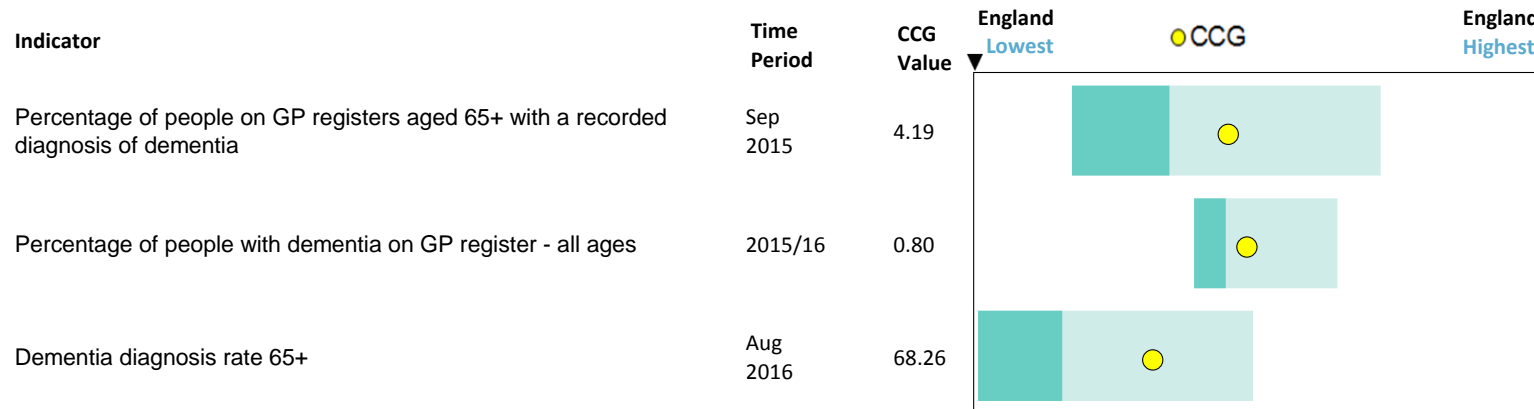 Indicator
Time Period
CCG Value
England Lowest
CCG
England Highest
Percentage of people on GP registers aged 65+ with a recorded
diagnosis of dementia
Sep
2015
4.19
Percentage of people with dementia on GP register - all ages
2015/16
0.80
Dementia diagnosis rate 65+
Aug
2016
68.26